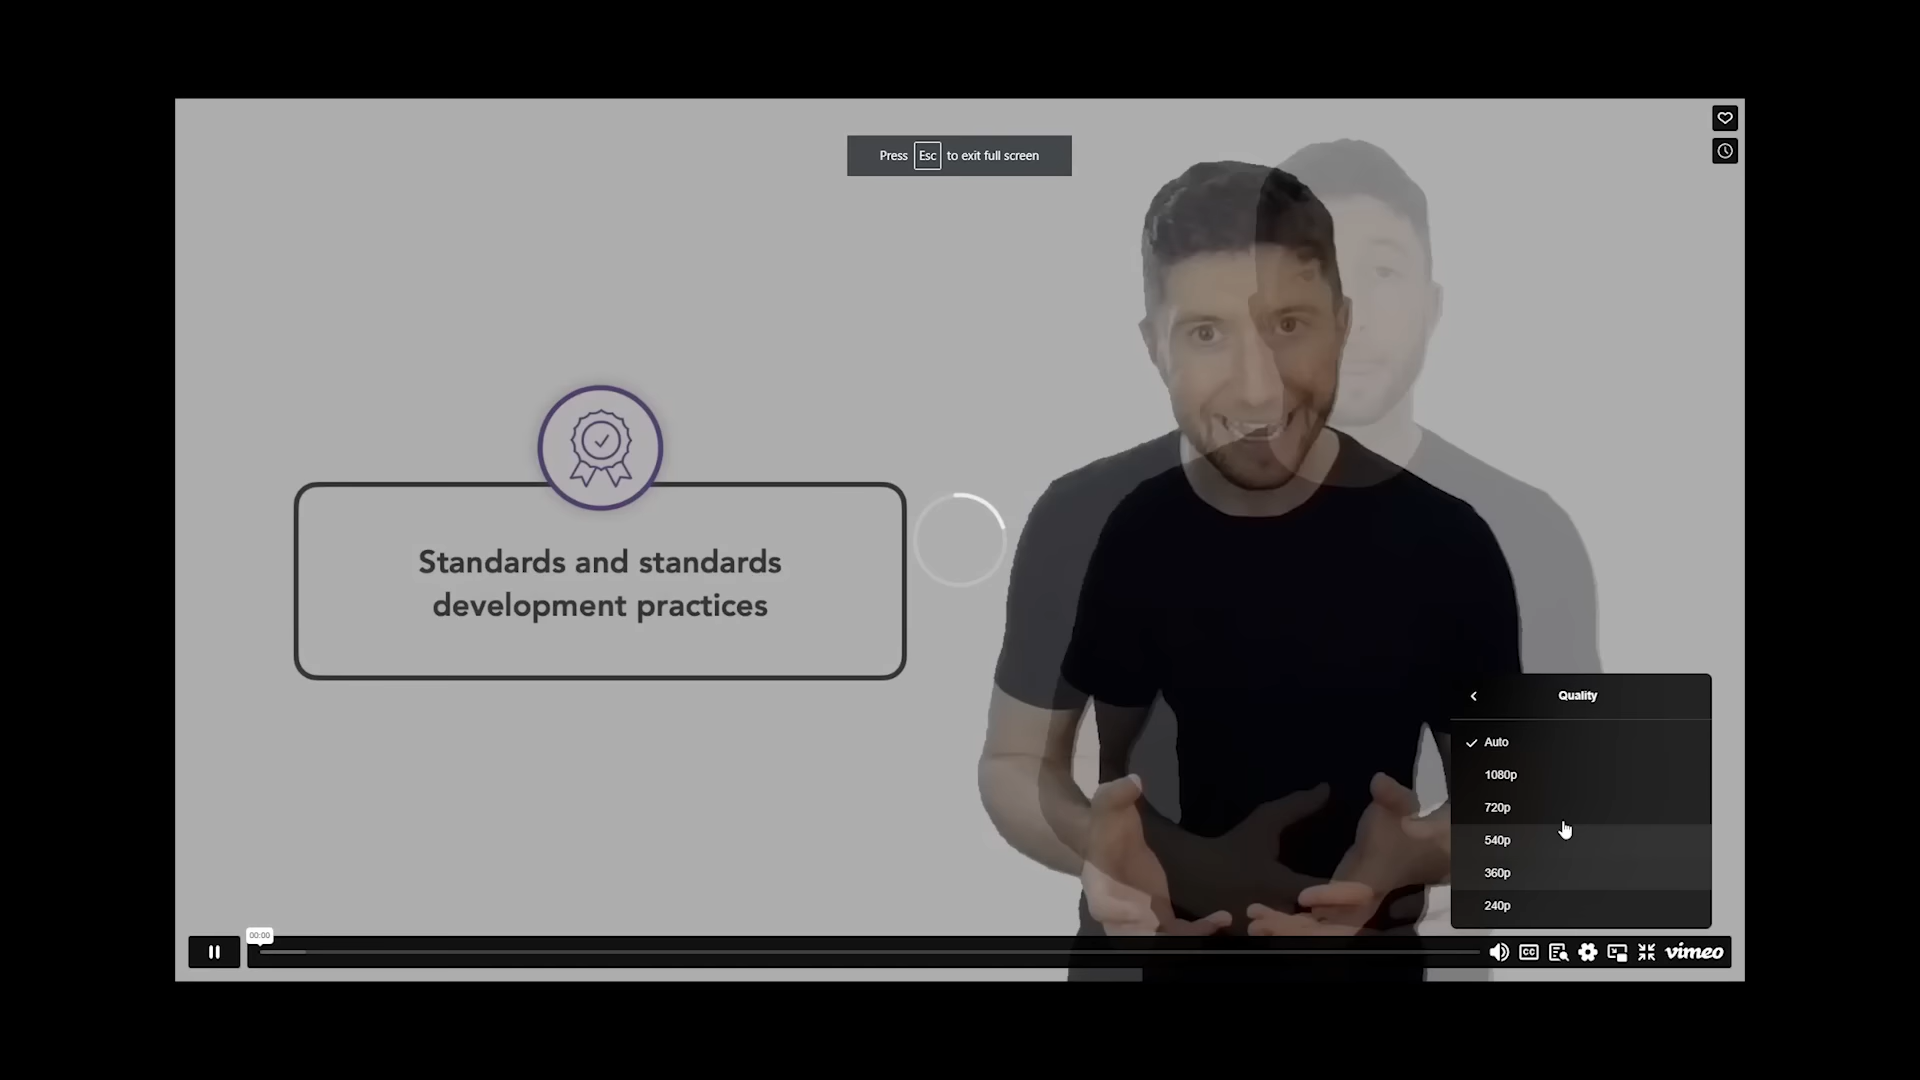 Press Esc to exit full screen
Standards and standards
development practices
Quality
Auto
1080p
720p
540p
360p
240p
00:00
CC
vimeo